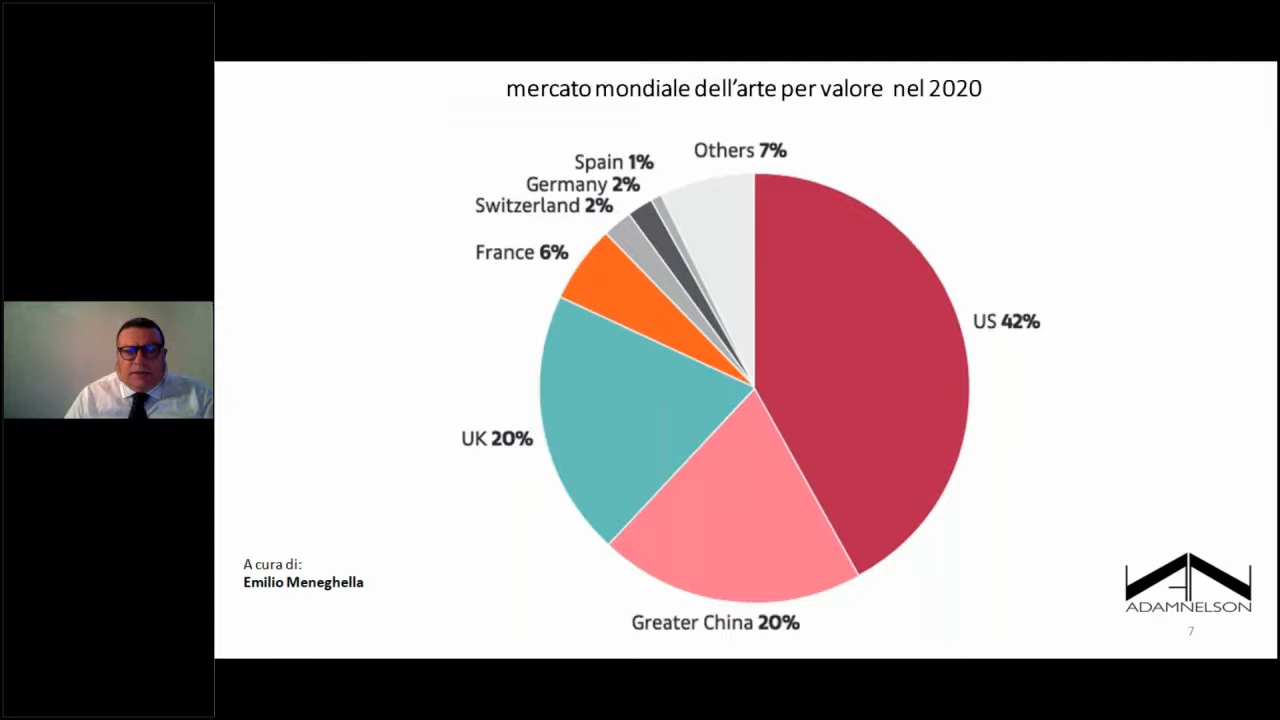 mercato mondiale dell’arte per valore nel 2020
Others 7%
Spain 1%
Germany 2%
Switzerland 2%
France 6%
US 42%
UK 20%
Greater China 20%
A cura di:
Emilio Meneghella
ADAMNELSON
7